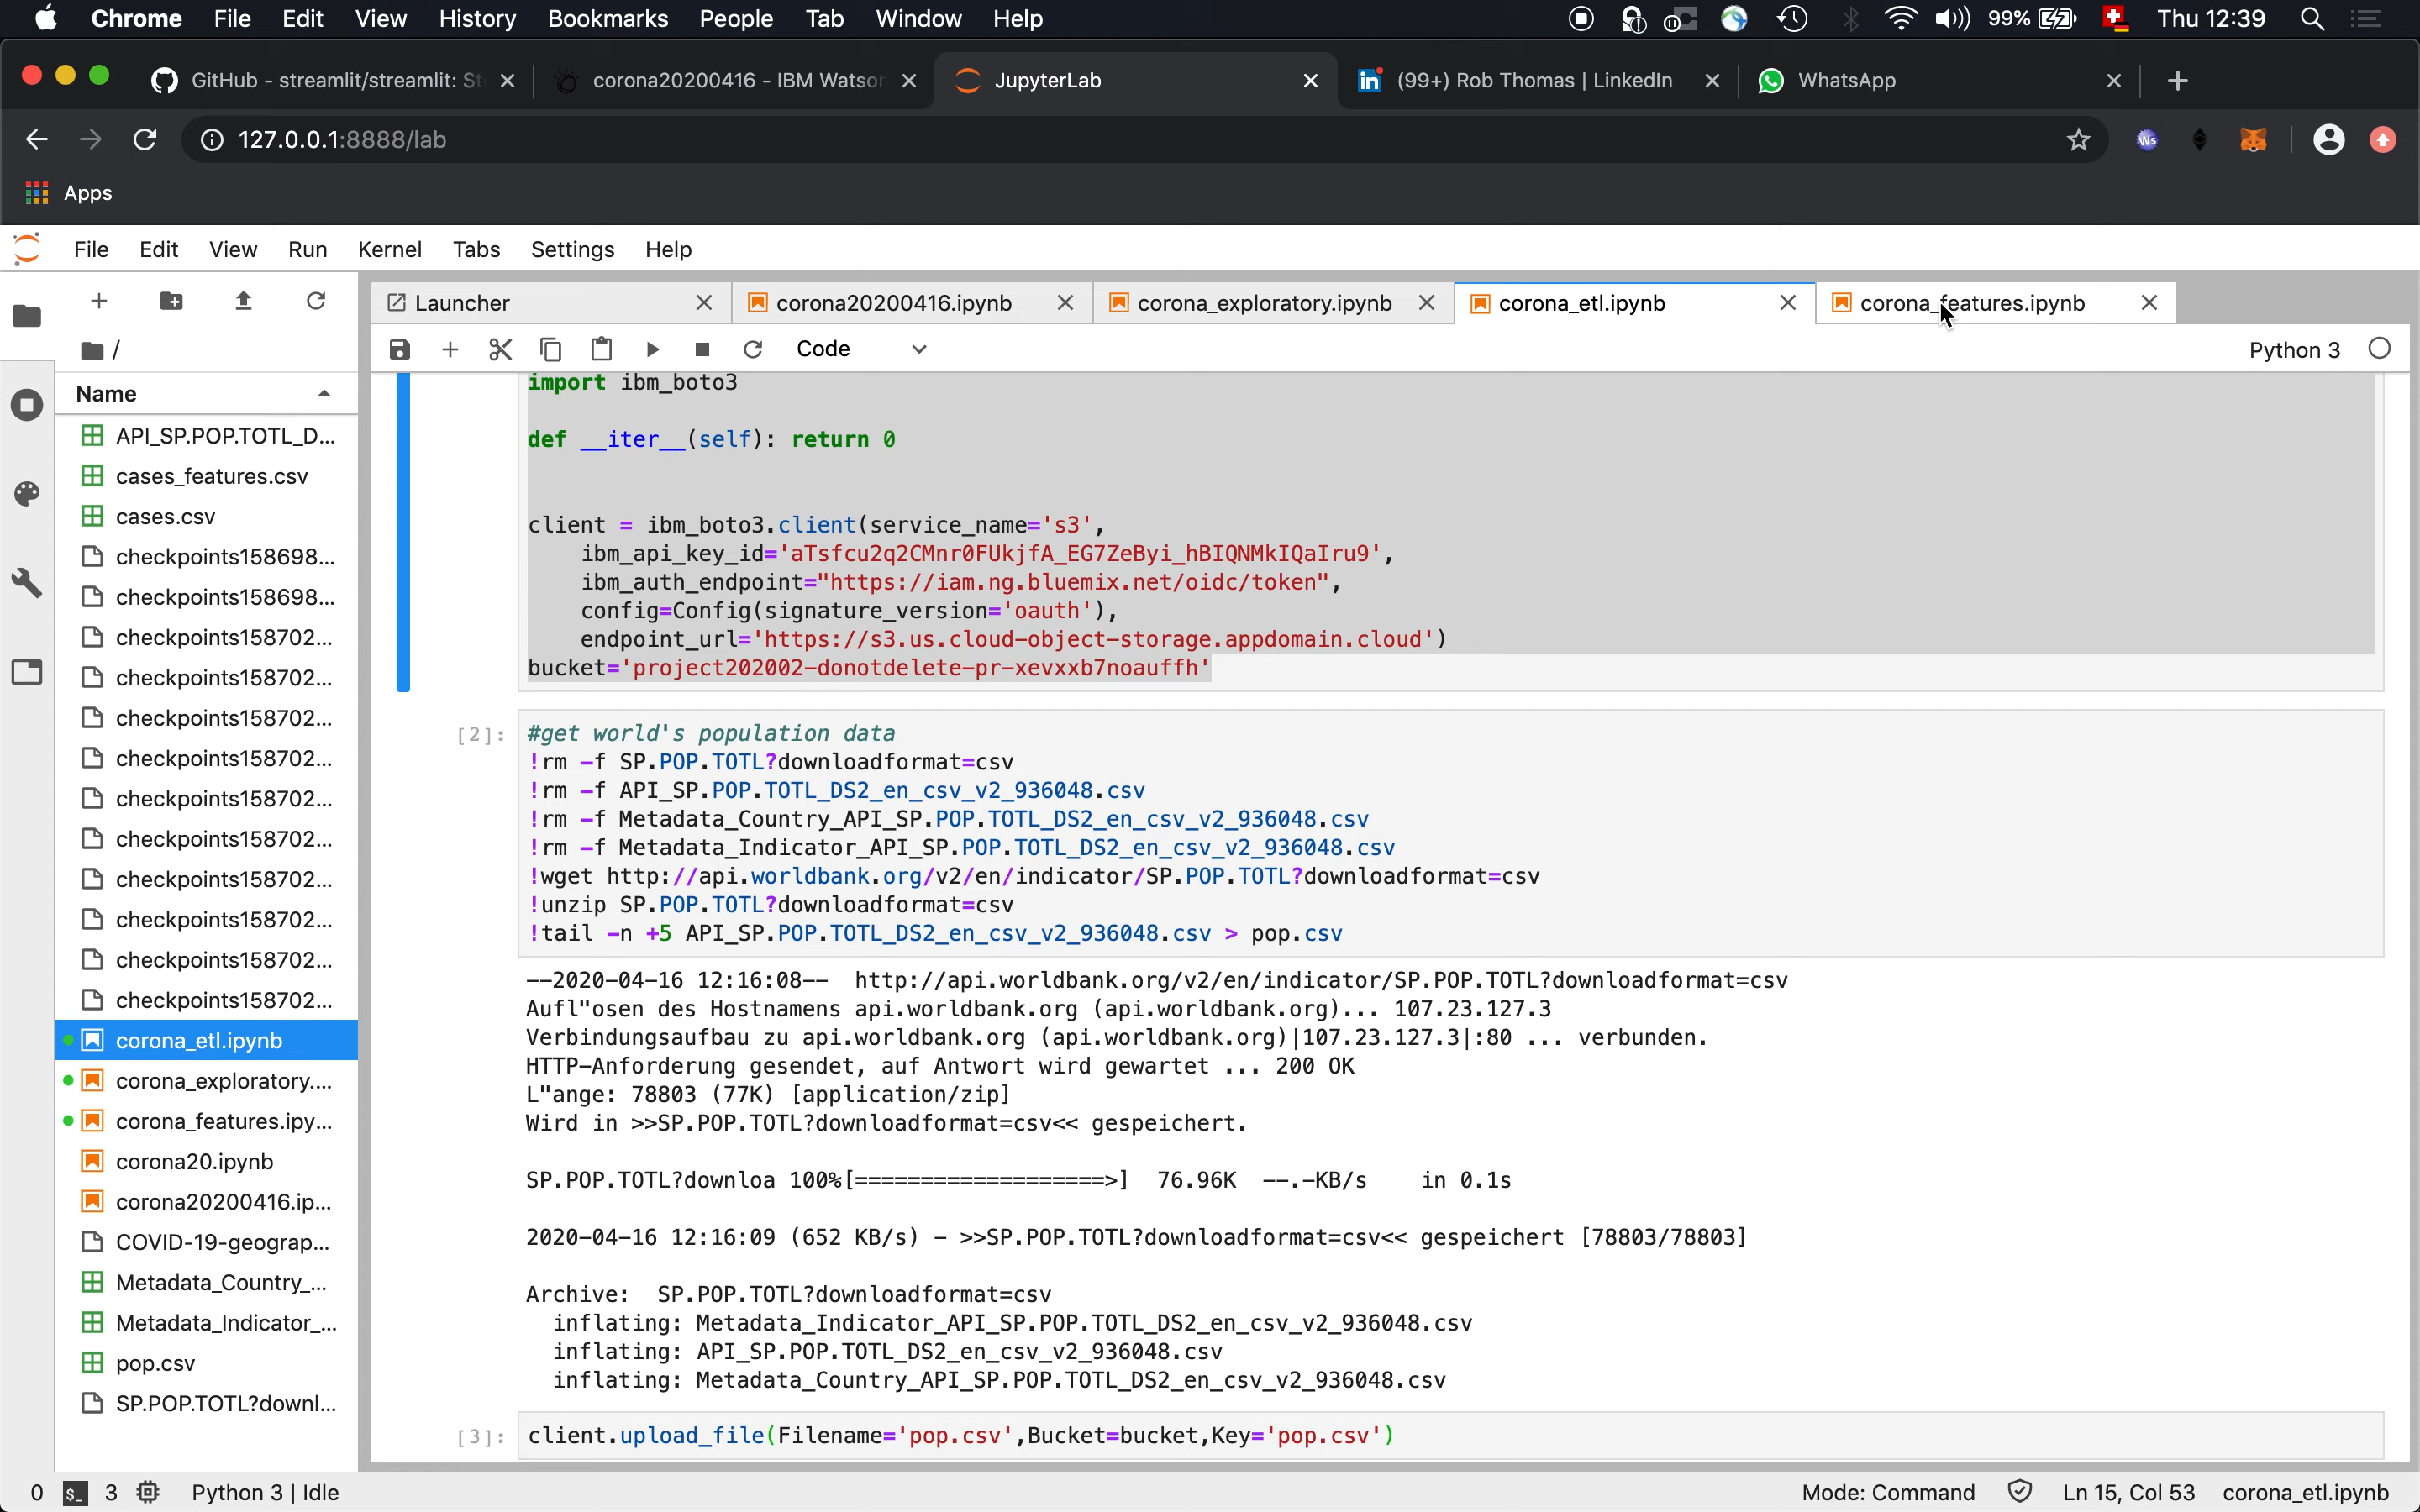 Chrome File Edit View History Bookmarks People Tab Window Help 99% Thu 12:39
GitHub - streamlit/streamlit: St corona20200416 - IBM Watson JupyterLab (99+) Rob Thomas | LinkedIn WhatsApp
127.0.0.1:8888/lab
Apps
File Edit View Run Kernel Tabs Settings Help
Launcher corona20200416.ipynb corona_exploratory.ipynb corona_etl.ipynb corona_features.ipynb
/
Code Python 3
Name
API_SP.POP.TOTL_D...
cases_features.csv
cases.csv
checkpoints158698...
checkpoints158698...
checkpoints158702...
checkpoints158702...
checkpoints158702...
checkpoints158702...
checkpoints158702...
checkpoints158702...
checkpoints158702...
checkpoints158702...
checkpoints158702...
checkpoints158702...
corona_etl.ipynb
corona_exploratory....
corona_features.ipy...
corona20.ipynb
corona20200416.ip...
COVID-19-geograp...
Metadata_Country_...
Metadata_Indicator_...
pop.csv
SP.POP.TOTL?downl...
import ibm_boto3
def __iter__(self): return 0
client = ibm_boto3.client(service_name='s3',
ibm_api_key_id='aTsfcu2q2CMnr0FUkjfA_EG7ZeByi_hBIQNMkIQaIru9',
ibm_auth_endpoint="https://iam.ng.bluemix.net/oidc/token",
config=Config(signature_version='oauth'),
endpoint_url='https://s3.us.cloud-object-storage.appdomain.cloud')
bucket='project202002-donotdelete-pr-xevxxb7noauffh'
[2]: #get world's population data
!rm -f SP.POP.TOTL?downloadformat=csv
!rm -f API_SP.POP.TOTL_DS2_en_csv_v2_936048.csv
!rm -f Metadata_Country_API_SP.POP.TOTL_DS2_en_csv_v2_936048.csv
!rm -f Metadata_Indicator_API_SP.POP.TOTL_DS2_en_csv_v2_936048.csv
!wget http://api.worldbank.org/v2/en/indicator/SP.POP.TOTL?downloadformat=csv
!unzip SP.POP.TOTL?downloadformat=csv
!tail -n +5 API_SP.POP.TOTL_DS2_en_csv_v2_936048.csv > pop.csv
--2020-04-16 12:16:08-- http://api.worldbank.org/v2/en/indicator/SP.POP.TOTL?downloadformat=csv
Aufl"osen des Hostnamens api.worldbank.org (api.worldbank.org)... 107.23.127.3
Verbindungsaufbau zu api.worldbank.org (api.worldbank.org)|107.23.127.3|:80 ... verbunden.
HTTP-Anforderung gesendet, auf Antwort wird gewartet ... 200 OK
L"ange: 78803 (77K) [application/zip]
Wird in >>SP.POP.TOTL?downloadformat=csv<< gespeichert.
SP.POP.TOTL?downloa 100%[===================>] 76.96K --.-KB/s in 0.1s
2020-04-16 12:16:09 (652 KB/s) - >>SP.POP.TOTL?downloadformat=csv<< gespeichert [78803/78803]
Archive: SP.POP.TOTL?downloadformat=csv
inflating: Metadata_Indicator_API_SP.POP.TOTL_DS2_en_csv_v2_936048.csv
inflating: API_SP.POP.TOTL_DS2_en_csv_v2_936048.csv
inflating: Metadata_Country_API_SP.POP.TOTL_DS2_en_csv_v2_936048.csv
[3]: client.upload_file(Filename='pop.csv',Bucket=bucket,Key='pop.csv')
0 $_ 3 Python 3 | Idle Mode: Command Ln 15, Col 53 corona_etl.ipynb